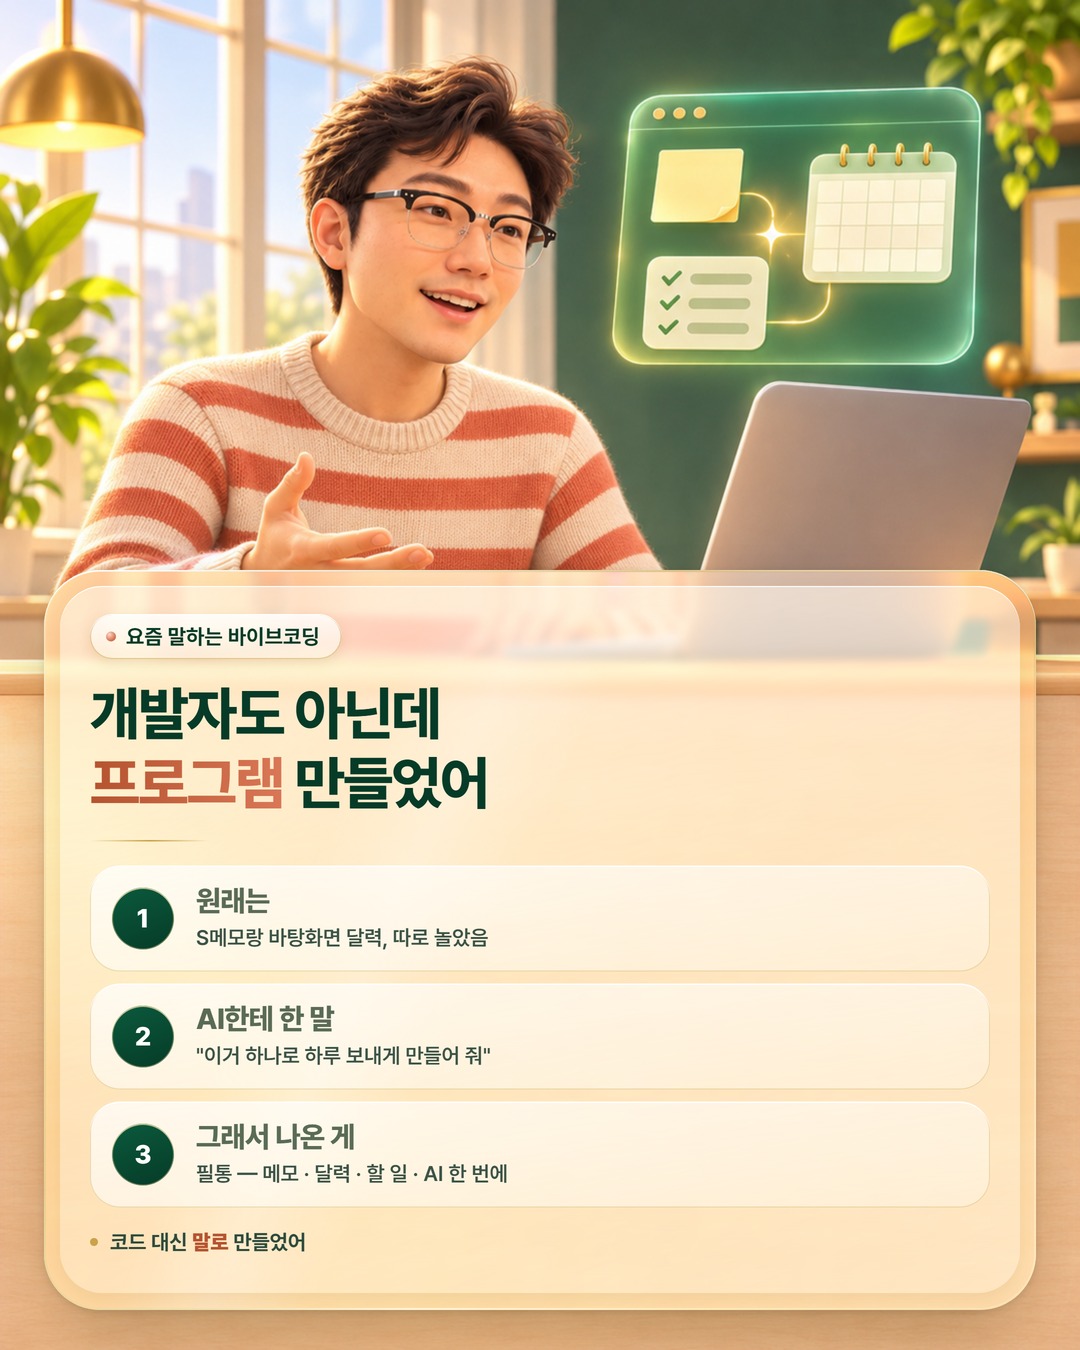 요즘 말하는 바이브코딩
개발자도 아닌데
프로그램 만들었어
1
원래는
S메모랑 바탕화면 달력, 따로 놀았음
2
AI한테 한 말
"이거 하나로 하루 보내게 만들어 줘"
3
그래서 나온 게
필통 — 메모 · 달력 · 할 일 · AI 한 번에
코드 대신 말로 만들었어